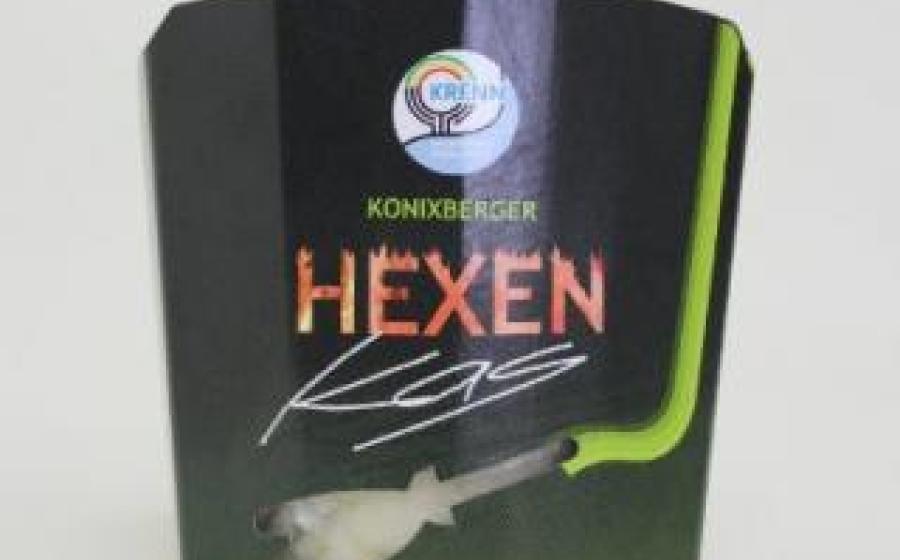 KRENN
KONIXBERGER
HEXEN
Kas